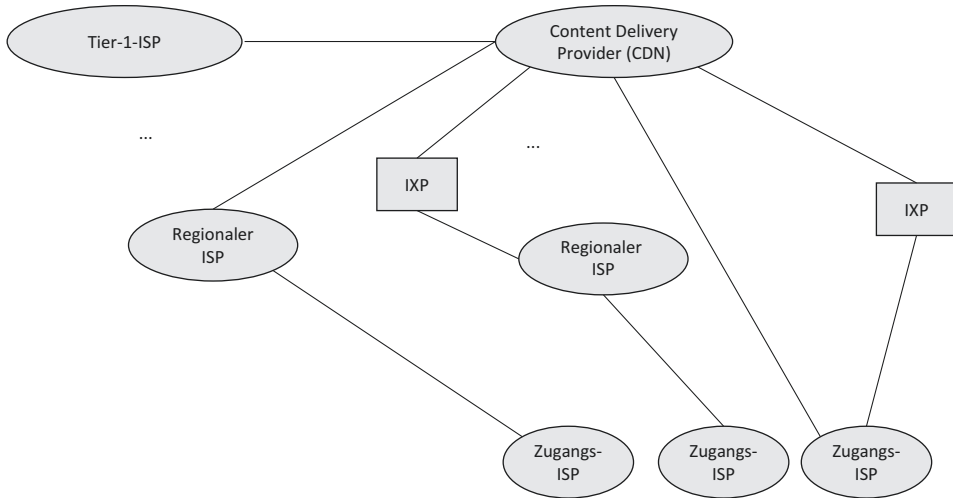 Tier-1-ISP
Content Delivery
Provider (CDN)
...
...
IXP
IXP
Regionaler
ISP
Regionaler
ISP
Zugangs-
ISP
Zugangs-
ISP
Zugangs-
ISP